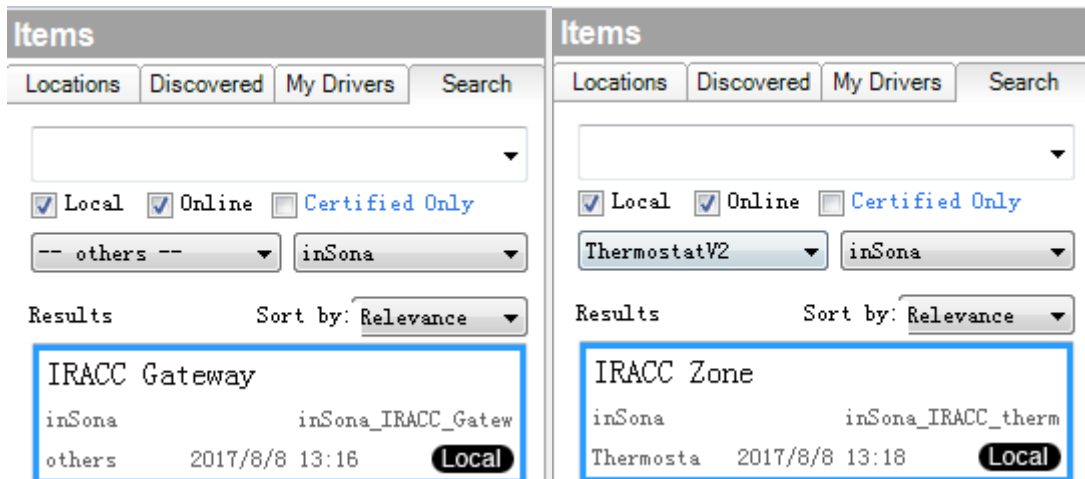 Items
Locations Discovered My Drivers Search
Local Online Certified Only
-- others -- inSona
Results Sort by: Relevance
IRACC Gateway
inSona inSona_IRACC_Gatew
others 2017/8/8 13:16 Local
Items
Locations Discovered My Drivers Search
Local Online Certified Only
ThermostatV2 inSona
Results Sort by: Relevance
IRACC Zone
inSona inSona_IRACC_therm
Thermosta 2017/8/8 13:18 Local